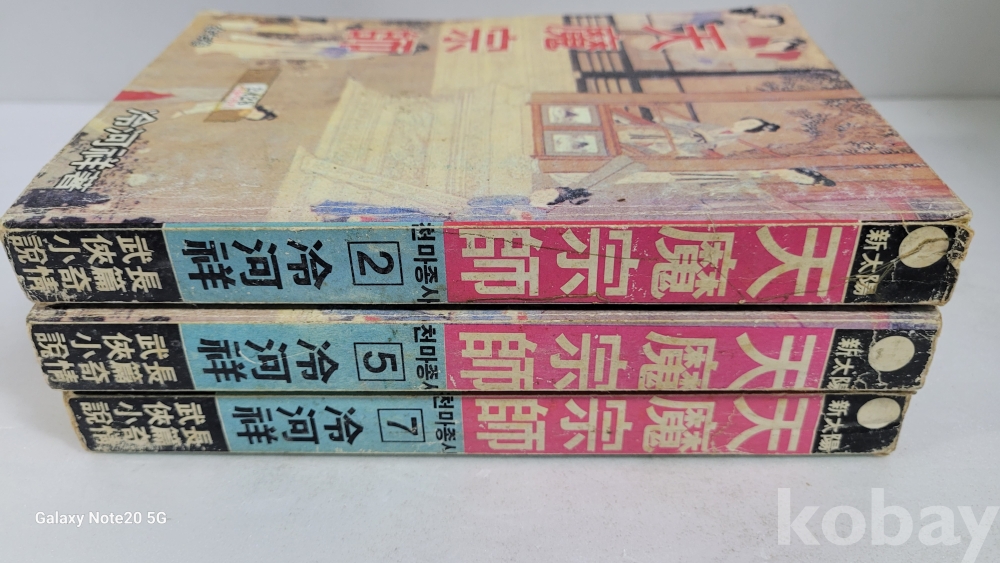 天魔宗師
冷河祥著
新太陽
天魔宗師
천마종사
2
冷河祥
長篇奇情
武俠小說
新太陽
天魔宗師
천마종사
5
冷河祥
長篇奇情
武俠小說
新太陽
天魔宗師
천마종사
7
冷河祥
長篇奇情
武俠小說
Galaxy Note20 5G
kobay